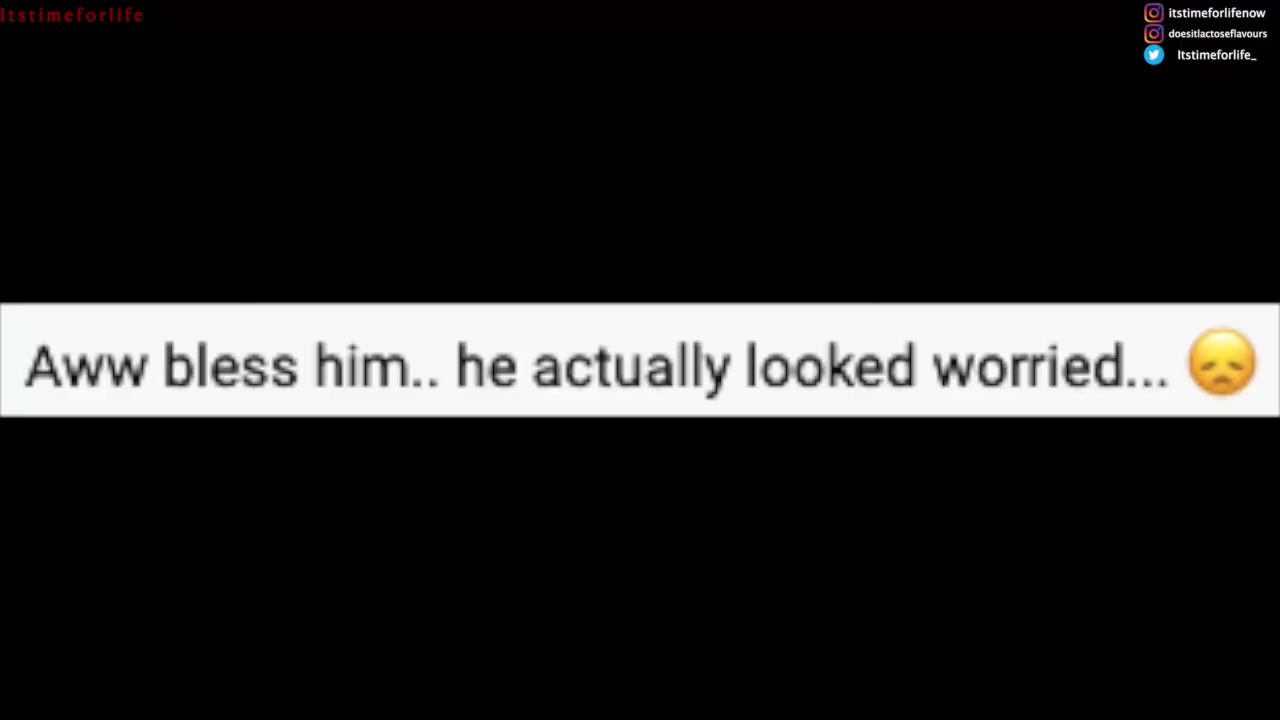 Itstimeforlife
itstimeforlifenow
doesitlactoseflavours
Itstimeforlife_
Aww bless him.. he actually looked worried... 😞